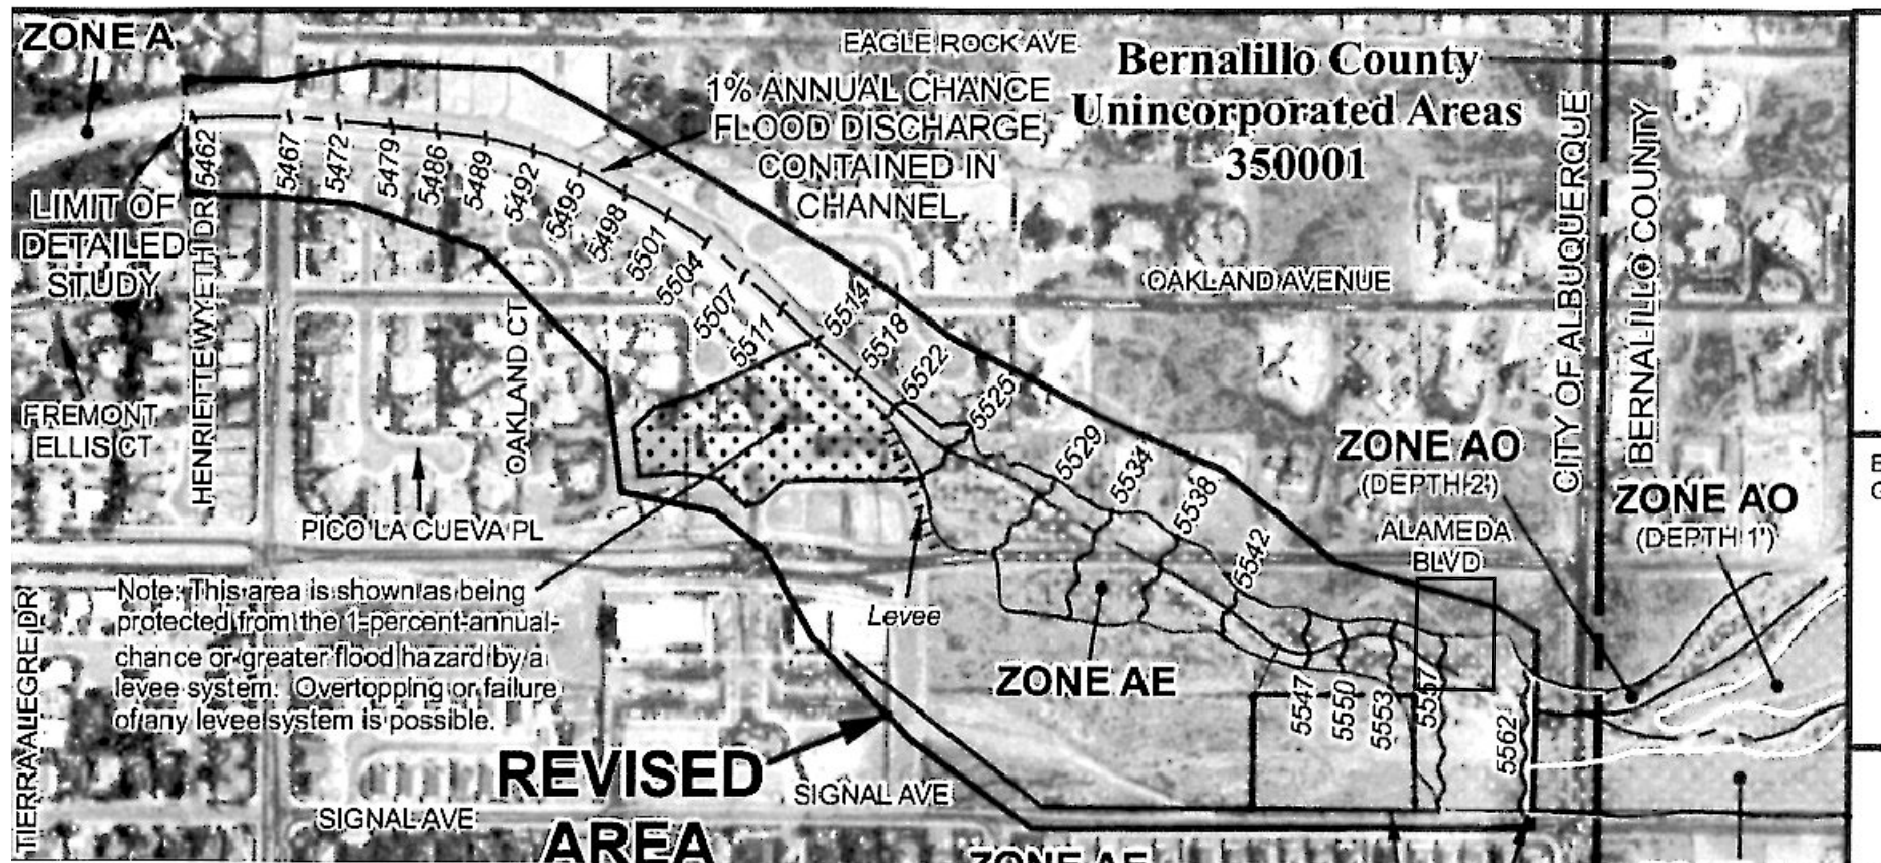 ZONE A
EAGLE ROCK AVE
Bernalillo County
Unincorporated Areas
350001
1% ANNUAL CHANCE
FLOOD DISCHARGE,
CONTAINED IN
CHANNEL
CITY OF ALBUQUERQUE
BERNALILLO COUNTY
LIMIT OF
DETAILED
STUDY
HENRIETTE WYETH DR
5462
5467
5472
5479
5486
5489
5492
5495
5498
5501
5504
5507
5511
5514
5518
5522
5525
5529
5534
5538
5542
5547
5550
5553
5557
5562
OAKLAND AVENUE
OAKLAND CT
FREMONT
ELLIS CT
PICO LA CUEVA PL
ZONE AO
(DEPTH 2')
ZONE AO
(DEPTH 1')
ALAMEDA
BLVD
Note: This area is shown as being
protected from the 1-percent-annual-
chance or greater flood hazard by a
levee system. Overtopping or failure
of any levee system is possible.
Levee
ZONE AE
TIERRA ALEGRE DR
REVISED
AREA
SIGNAL AVE
SIGNAL AVE
ZONE AE